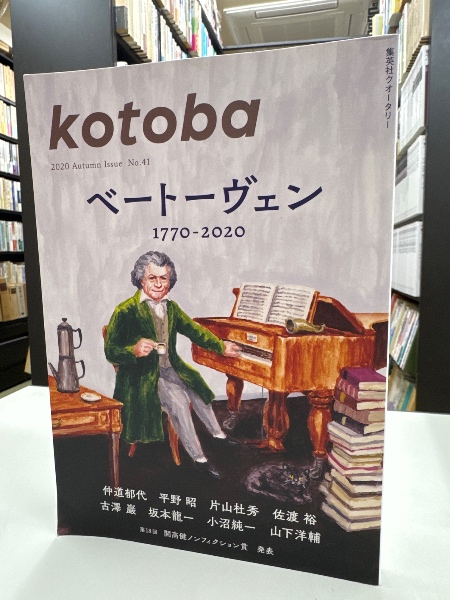 集英社クオータリー
kotoba
2020 Autumn Issue No.41
ベートーヴェン
1770-2020
仲道郁代 平野 昭 片山杜秀 佐渡 裕
古澤 巖 坂本龍一 小沼純一 山下洋輔
第18回 開高健ノンフィクション賞 発表